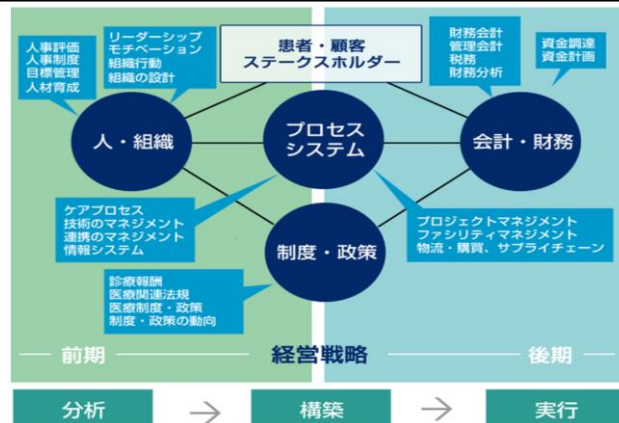 人事評価
人事制度
目標管理
人材育成
リーダーシップ
モチベーション
組織行動
組織の設計
患者・顧客
ステークスホルダー
財務会計
管理会計
税務
財務分析
資金調達
資金計画
人・組織
プロセス
システム
会計・財務
ケアプロセス
技術のマネジメント
連携のマネジメント
情報システム
プロジェクトマネジメント
ファシリティマネジメント
物流・購買、サプライチェーン
制度・政策
診療報酬
医療関連法規
医療制度・政策
制度・政策の動向
前期
経営戦略
後期
分析
構築
実行